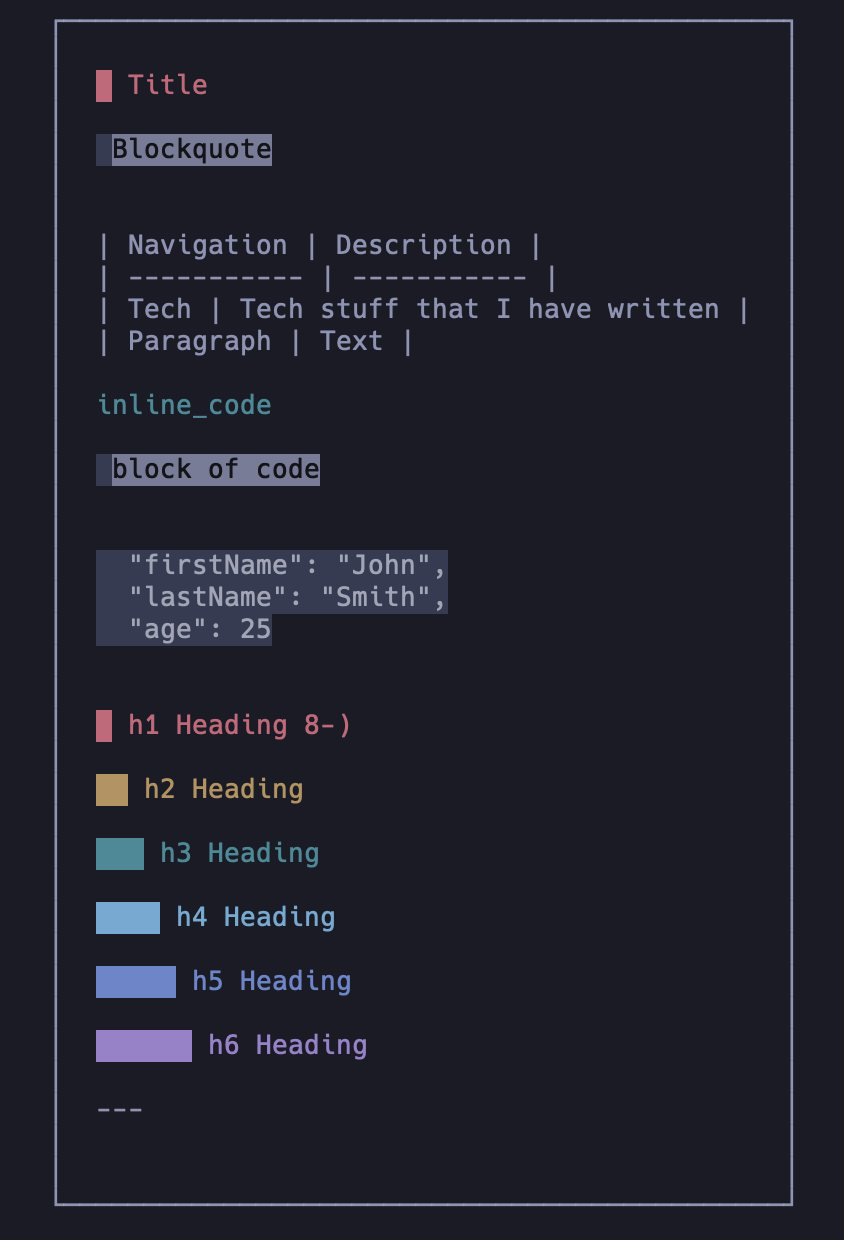 Title
Blockquote
| Navigation | Description |
| ----------- | ----------- |
| Tech | Tech stuff that I have written |
| Paragraph | Text |
inline_code
block of code
"firstName": "John",
"lastName": "Smith",
"age": 25
h1 Heading 8-)
h2 Heading
h3 Heading
h4 Heading
h5 Heading
h6 Heading
---